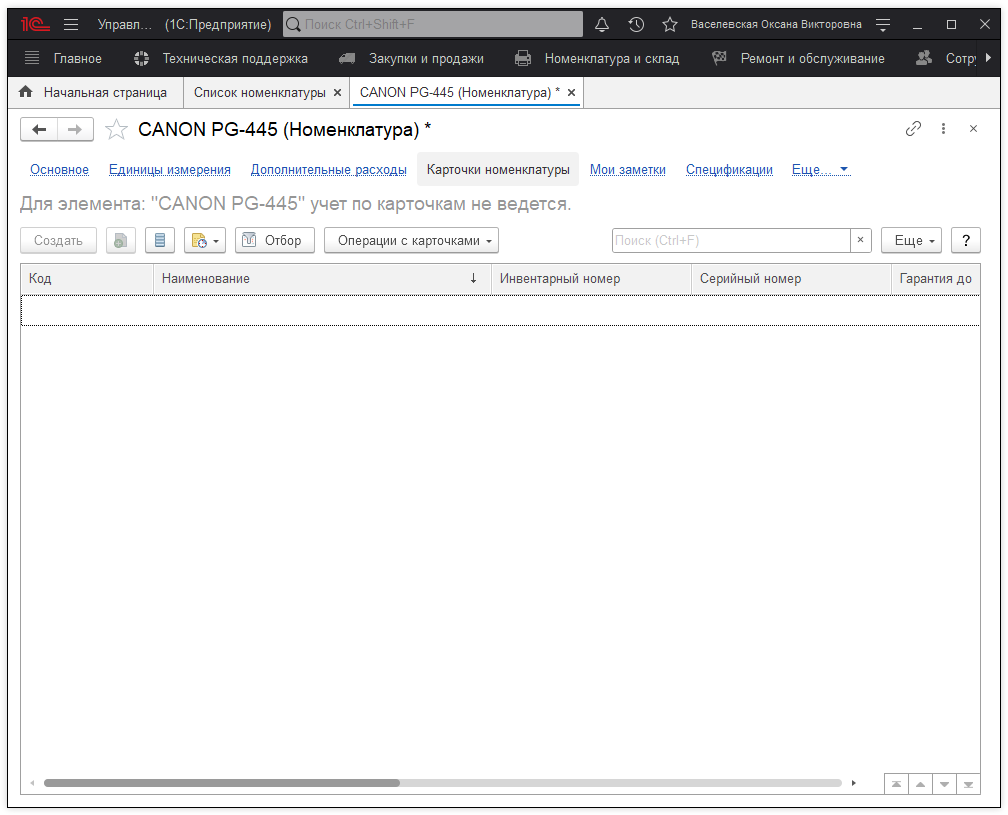 1С Управл... (1С:Предприятие) Поиск Ctrl+Shift+F Васелевская Оксана Викторовна
Главное Техническая поддержка Закупки и продажи Номенклатура и склад Ремонт и обслуживание Сотру
Начальная страница Список номенклатуры × CANON PG-445 (Номенклатура) * ×
CANON PG-445 (Номенклатура) *
Основное Единицы измерения Дополнительные расходы Карточки номенклатуры Мои заметки Спецификации Еще...
Для элемента: "CANON PG-445" учет по карточкам не ведется.
Создать Отбор Операции с карточками Поиск (Ctrl+F) × Еще ?
Код Наименование ↓ Инвентарный номер Серийный номер Гарантия до